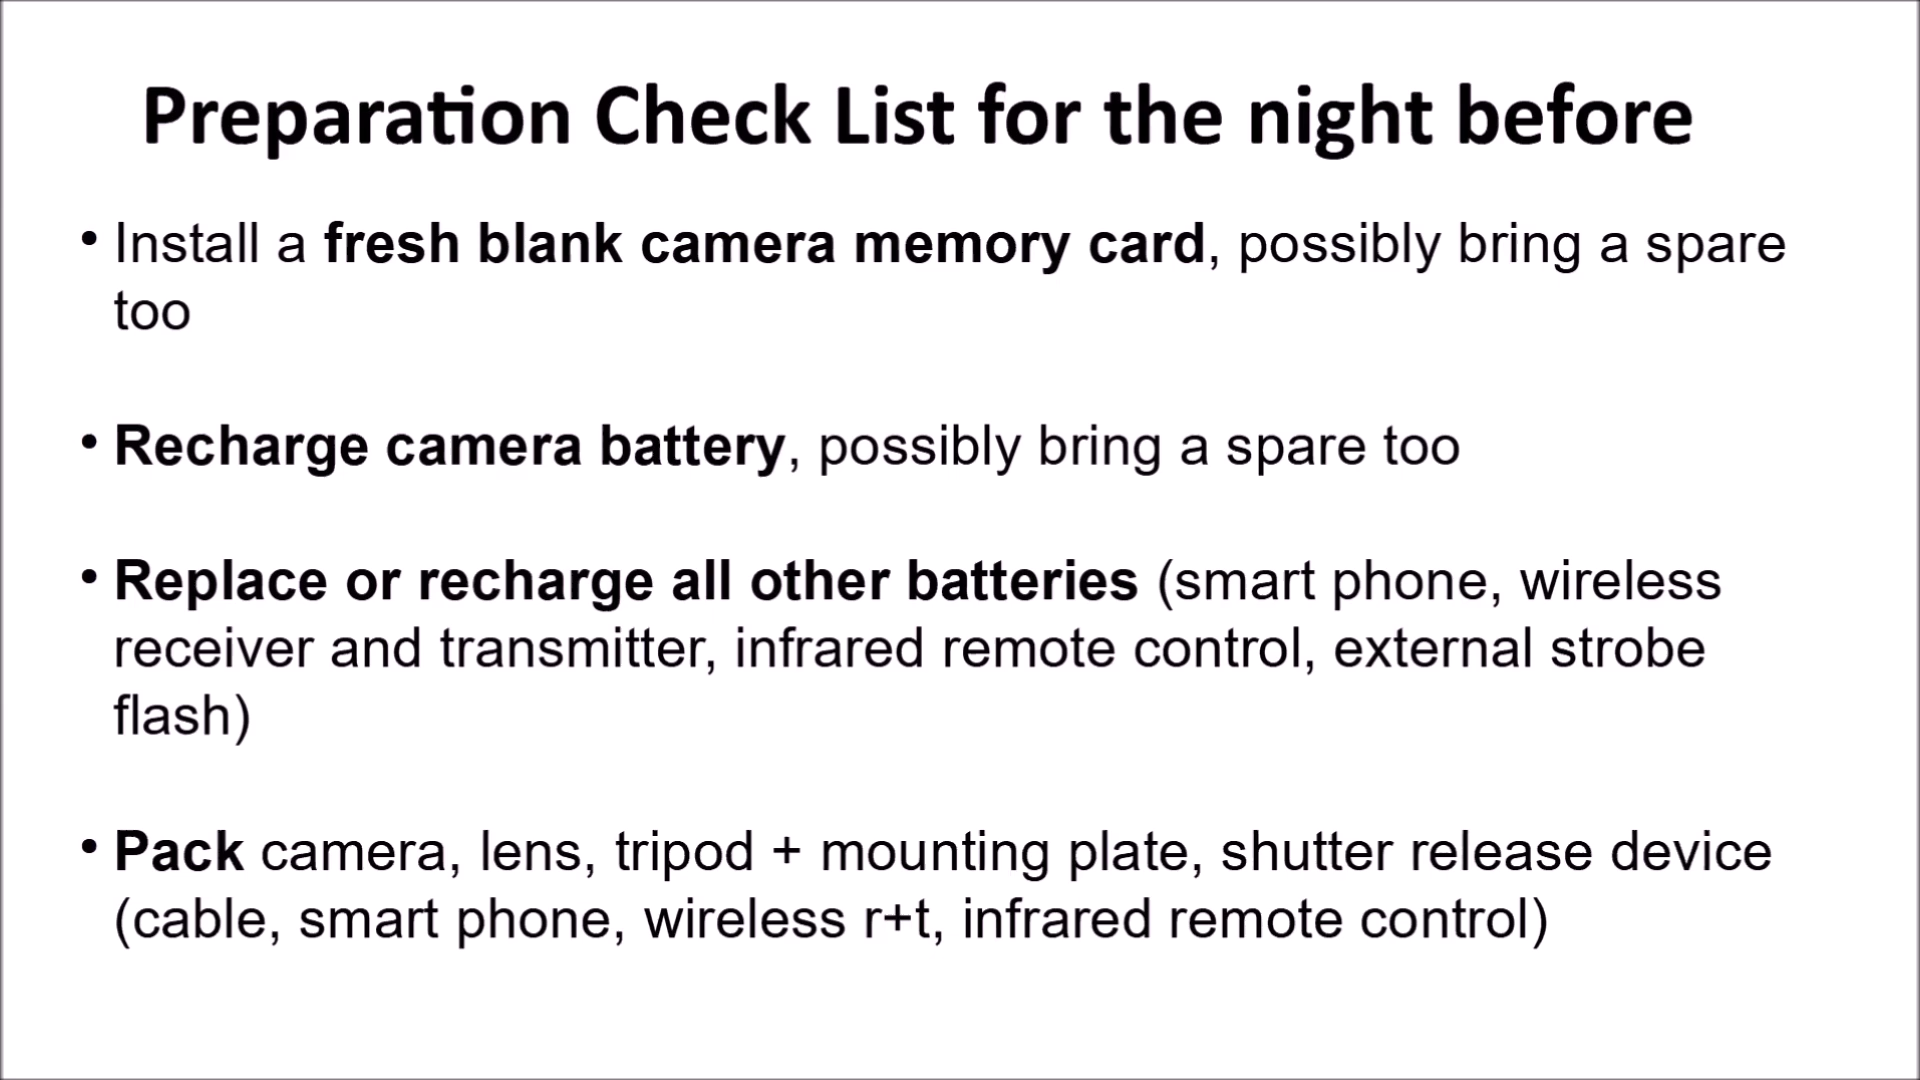 Preparation Check List for the night before
• Install a fresh blank camera memory card, possibly bring a spare
too
• Recharge camera battery, possibly bring a spare too
• Replace or recharge all other batteries (smart phone, wireless
receiver and transmitter, infrared remote control, external strobe
flash)
• Pack camera, lens, tripod + mounting plate, shutter release device
(cable, smart phone, wireless r+t, infrared remote control)